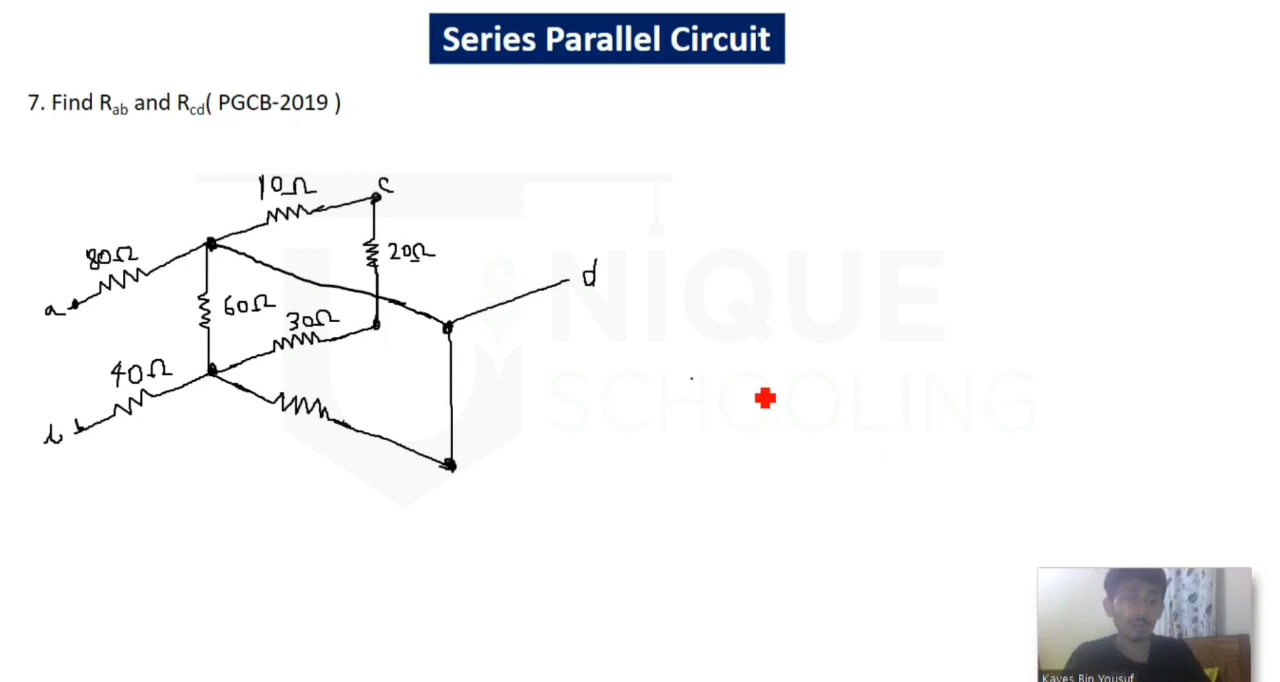 Series Parallel Circuit
7. Find Rab and Rcd( PGCB-2019 )
10Ω
c
80Ω
20Ω
d
a
60Ω
30Ω
40Ω
b
UNIQUE
SCHOOLING
Kayes Bin Yousuf